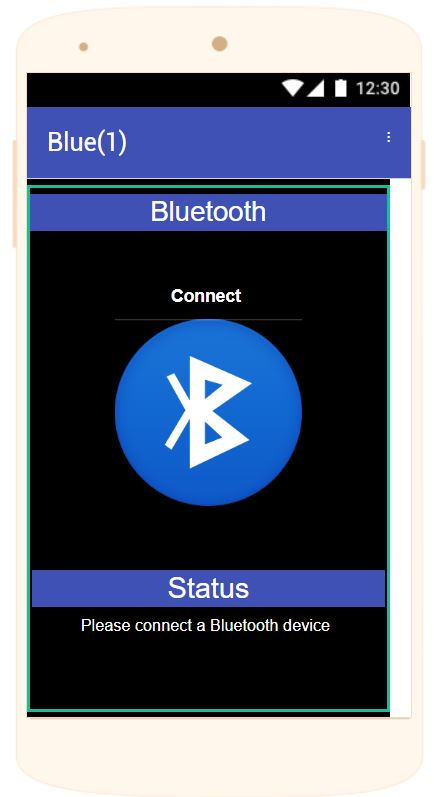 12:30
Blue(1)
Bluetooth
Connect
Status
Please connect a Bluetooth device